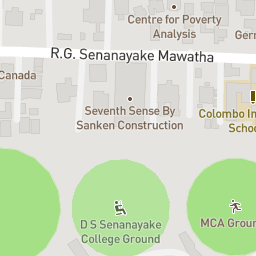 Centre for Poverty
Analysis
Ger
R.G. Senanayake Mawatha
Canada
Seventh Sense By
Sanken Construction
Colombo In
Schoo
D S Senanayake
College Ground
MCA Groun